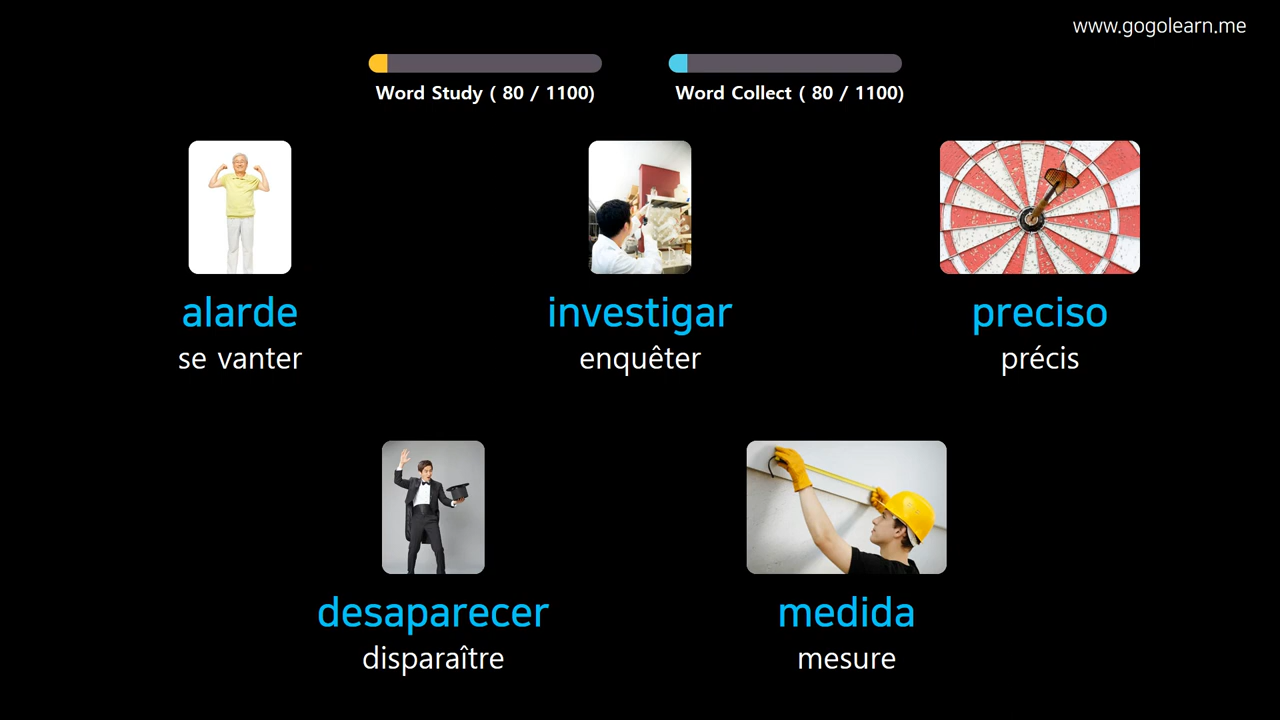 www.gogolearn.me
Word Study ( 80 / 1100)
Word Collect ( 80 / 1100)
alarde
se vanter
investigar
enquêter
preciso
précis
desaparecer
disparaître
medida
mesure